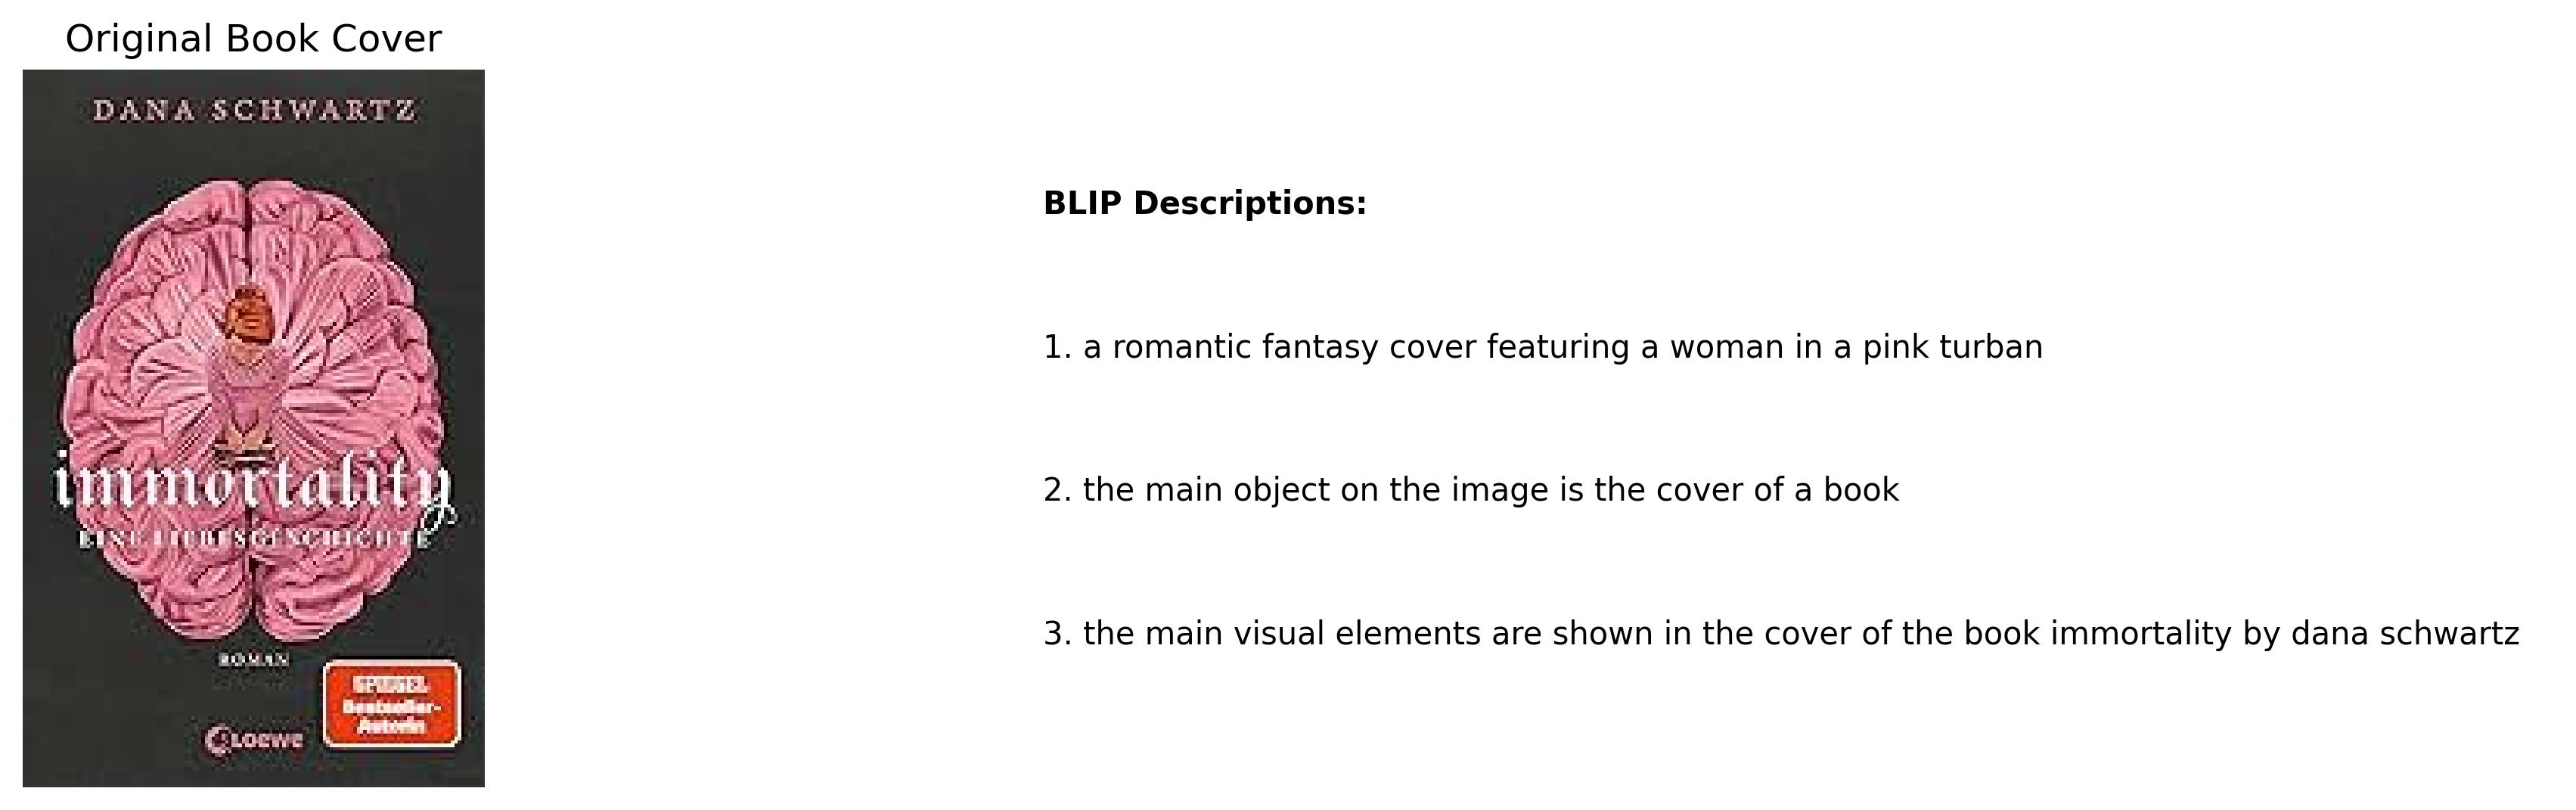 Original Book Cover
DANA SCHWARTZ
immortality
EINE LIEBESGESCHICHTE
ROMAN
SPIEGEL
Bestseller-
Autorin
Loewe
BLIP Descriptions:
1. a romantic fantasy cover featuring a woman in a pink turban
2. the main object on the image is the cover of a book
3. the main visual elements are shown in the cover of the book immortality by dana schwartz